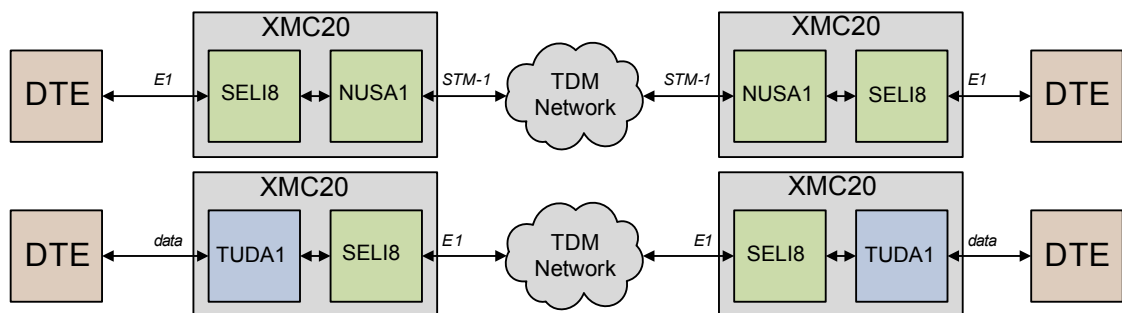 XMC20
XMC20
DTE
E1
SELI8
NUSA1
STM-1
TDM
Network
STM-1
NUSA1
SELI8
E1
DTE
XMC20
XMC20
DTE
data
TUDA1
SELI8
E1
TDM
Network
E1
SELI8
TUDA1
data
DTE